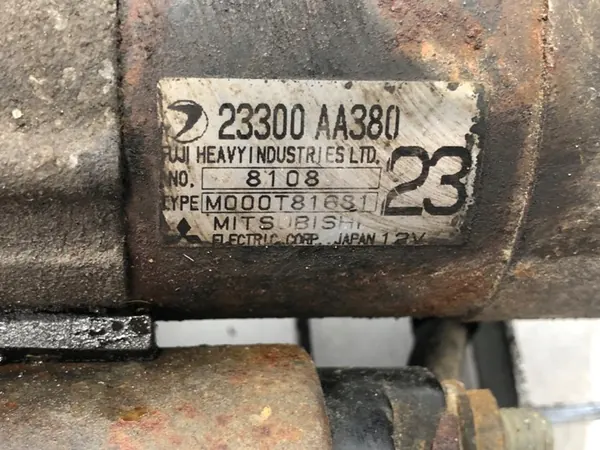 23300 AA380
FUJI HEAVY INDUSTRIES LTD.
23
NO. 8108
TYPE M000T81681
MITSUBISHI
ELECTRIC CORP. JAPAN 12V